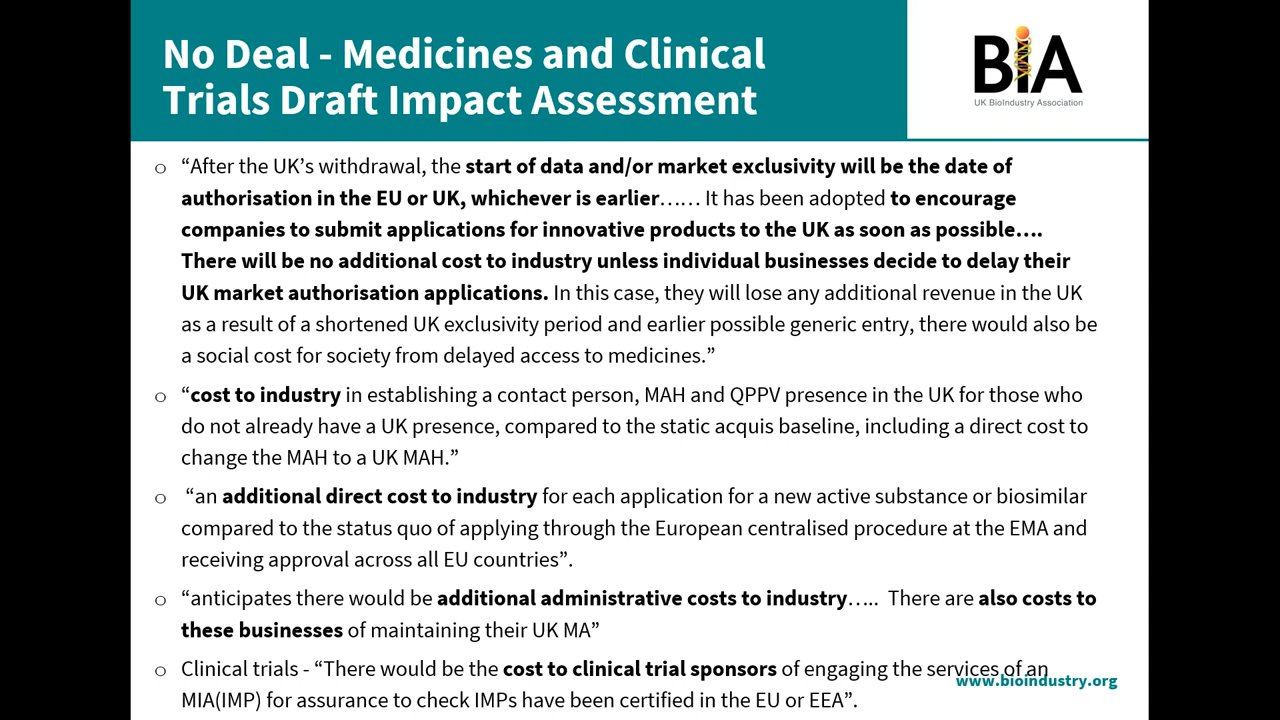 No Deal - Medicines and Clinical
Trials Draft Impact Assessment
BIA
UK BioIndustry Association
o “After the UK’s withdrawal, the start of data and/or market exclusivity will be the date of
authorisation in the EU or UK, whichever is earlier…… It has been adopted to encourage
companies to submit applications for innovative products to the UK as soon as possible….
There will be no additional cost to industry unless individual businesses decide to delay their
UK market authorisation applications. In this case, they will lose any additional revenue in the UK
as a result of a shortened UK exclusivity period and earlier possible generic entry, there would also be
a social cost for society from delayed access to medicines.”
o “cost to industry in establishing a contact person, MAH and QPPV presence in the UK for those who
do not already have a UK presence, compared to the static acquis baseline, including a direct cost to
change the MAH to a UK MAH.”
o “an additional direct cost to industry for each application for a new active substance or biosimilar
compared to the status quo of applying through the European centralised procedure at the EMA and
receiving approval across all EU countries”.
o “anticipates there would be additional administrative costs to industry….. There are also costs to
these businesses of maintaining their UK MA”
o Clinical trials - “There would be the cost to clinical trial sponsors of engaging the services of an
MIA(IMP) for assurance to check IMPs have been certified in the EU or EEA”.
www.bioindustry.org